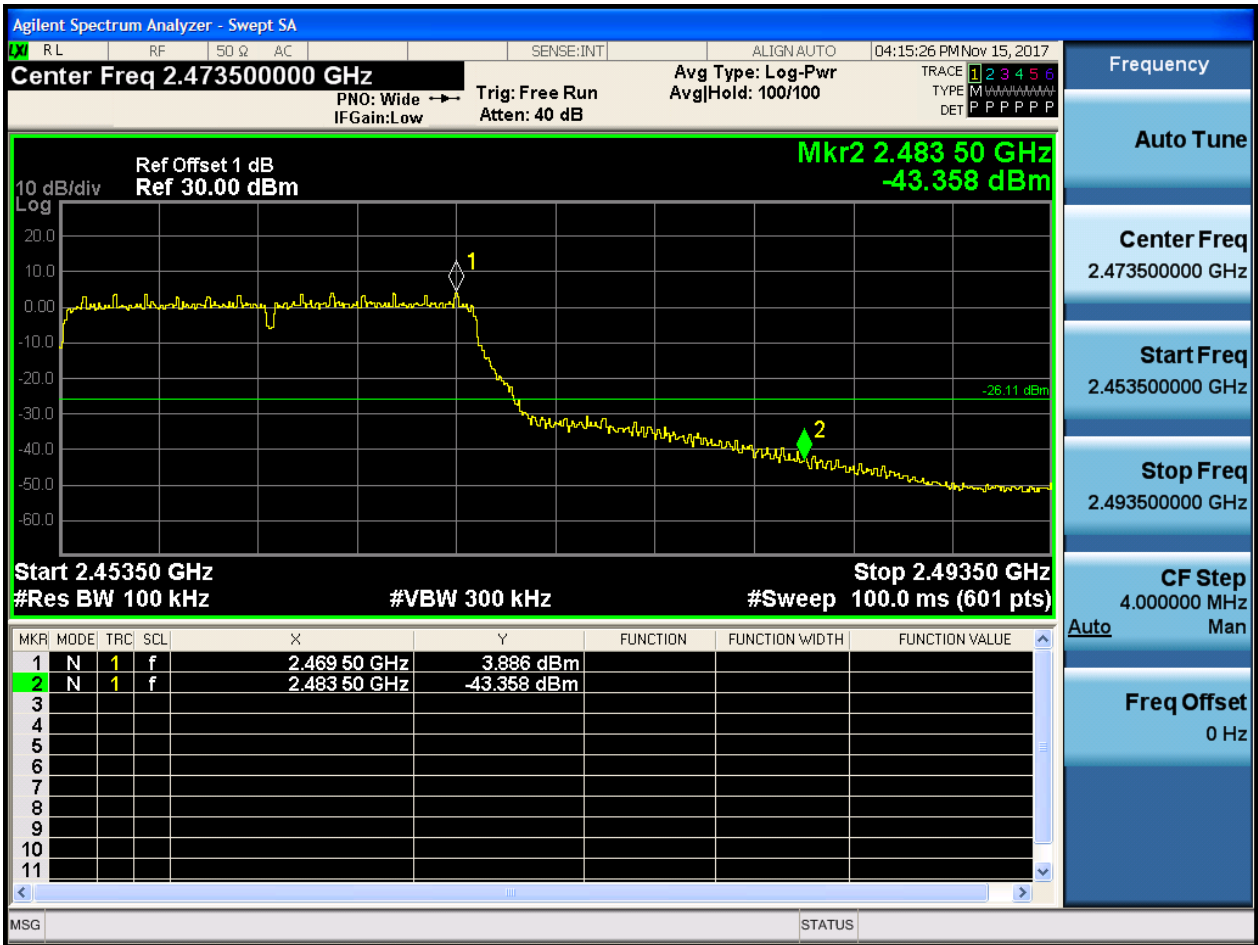 Agilent Spectrum Analyzer - Swept SA
LXI RL RF 50 Ω AC SENSE:INT ALIGN AUTO 04:15:26 PM Nov 15, 2017
Center Freq 2.473500000 GHz
PNO: Wide
IFGain:Low
Trig: Free Run
Atten: 40 dB
Avg Type: Log-Pwr
Avg|Hold: 100/100
TRACE 1 2 3 4 5 6
TYPE M WWWWW
DET P P P P P P
Mkr2 2.483 50 GHz
-43.358 dBm
Ref Offset 1 dB
10 dB/div Ref 30.00 dBm
Log
20.0
10.0
0.00
-10.0
-20.0
-30.0
-40.0
-50.0
-60.0
1
2
-26.11 dBm
Start 2.45350 GHz Stop 2.49350 GHz
#Res BW 100 kHz #VBW 300 kHz #Sweep 100.0 ms (601 pts)
MKR MODE TRC SCL X Y FUNCTION FUNCTION WIDTH FUNCTION VALUE
1 N 1 f 2.469 50 GHz 3.886 dBm
2 N 1 f 2.483 50 GHz -43.358 dBm
3
4
5
6
7
8
9
10
11
MSG STATUS
Frequency
Auto Tune
Center Freq
2.473500000 GHz
Start Freq
2.453500000 GHz
Stop Freq
2.493500000 GHz
CF Step
4.000000 MHz
Auto Man
Freq Offset
0 Hz